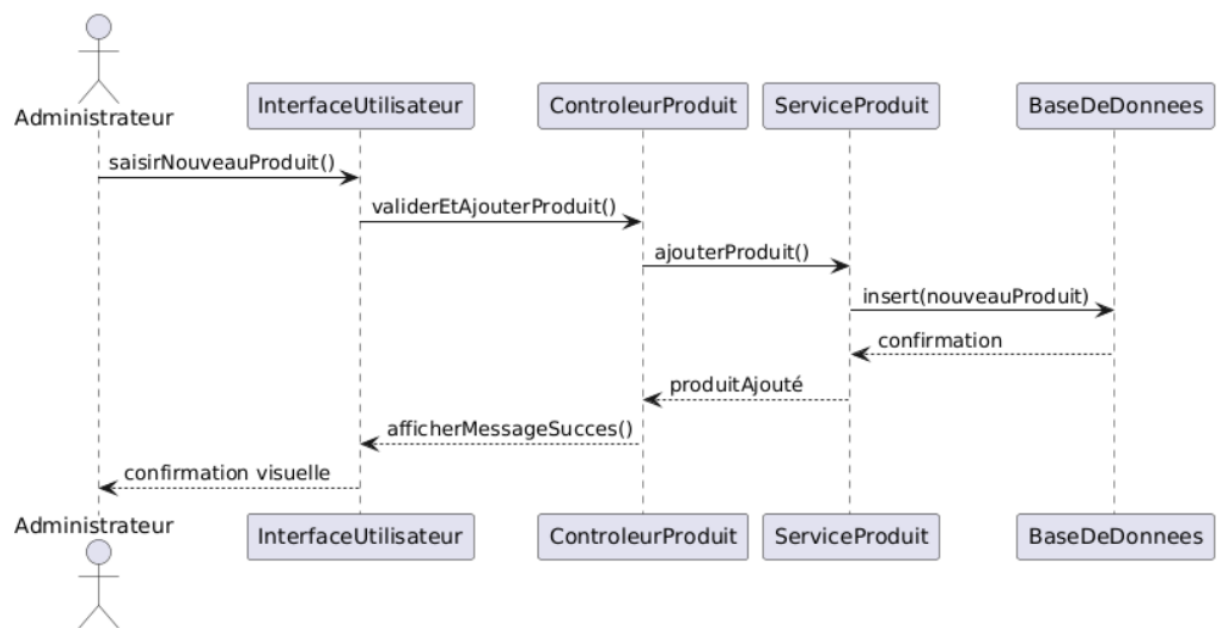 Administrateur
InterfaceUtilisateur
ControleurProduit
ServiceProduit
BaseDeDonnees
saisirNouveauProduit()
validerEtAjouterProduit()
ajouterProduit()
insert(nouveauProduit)
confirmation
produitAjouté
afficherMessageSucces()
confirmation visuelle
Administrateur
InterfaceUtilisateur
ControleurProduit
ServiceProduit
BaseDeDonnees